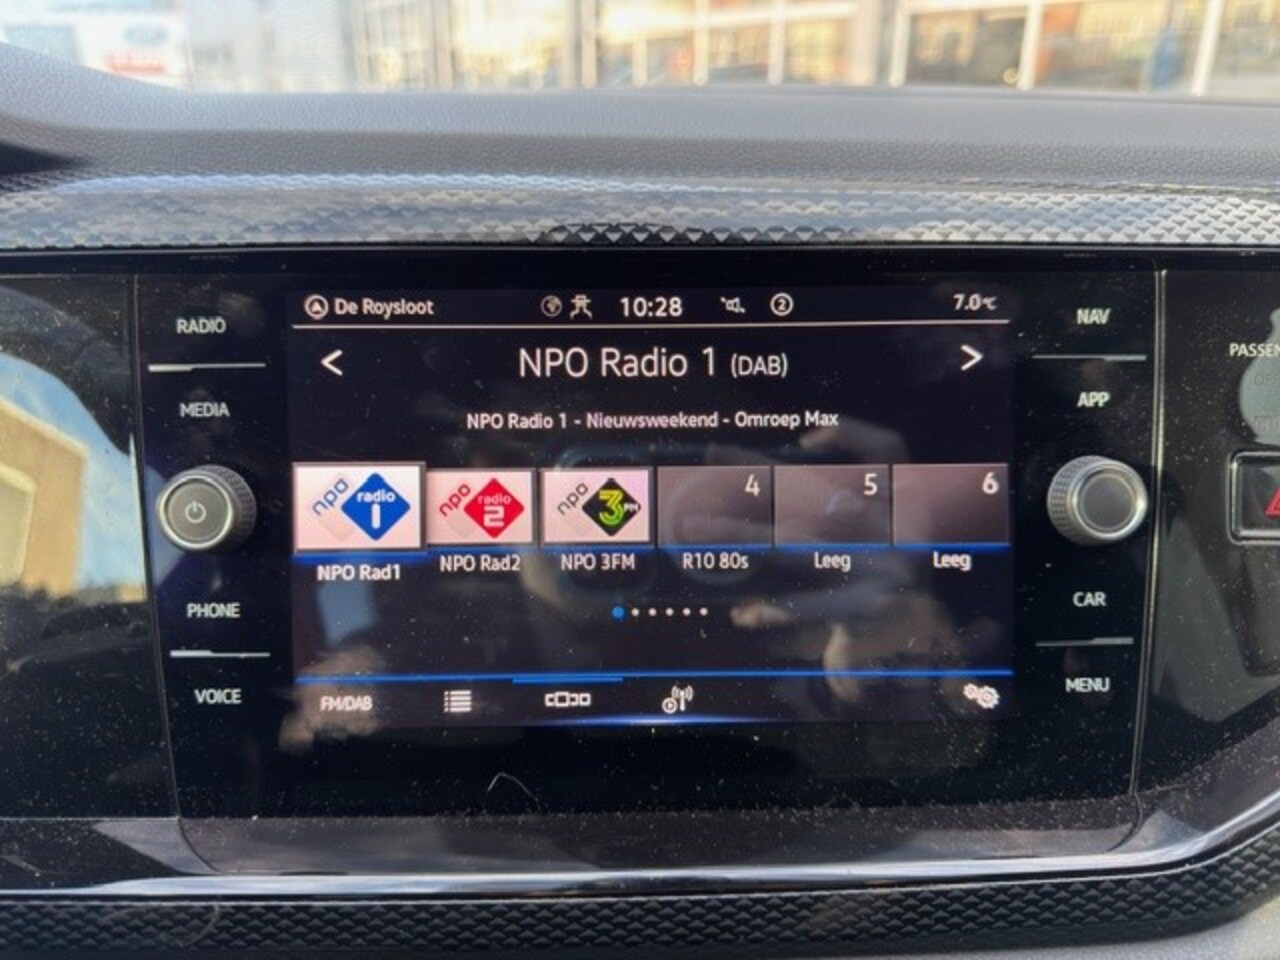 RADIO
MEDIA
PHONE
VOICE
De Roysloot
10:28
2
7.0°C
NPO Radio 1 (DAB)
NPO Radio 1 - Nieuwsweekend - Omroep Max
npo radio 1
npo radio 2
npo 3FM
4
5
6
NPO Rad1
NPO Rad2
NPO 3FM
R10 80s
Leeg
Leeg
FM/DAB
NAV
APP
CAR
MENU
PASSEN